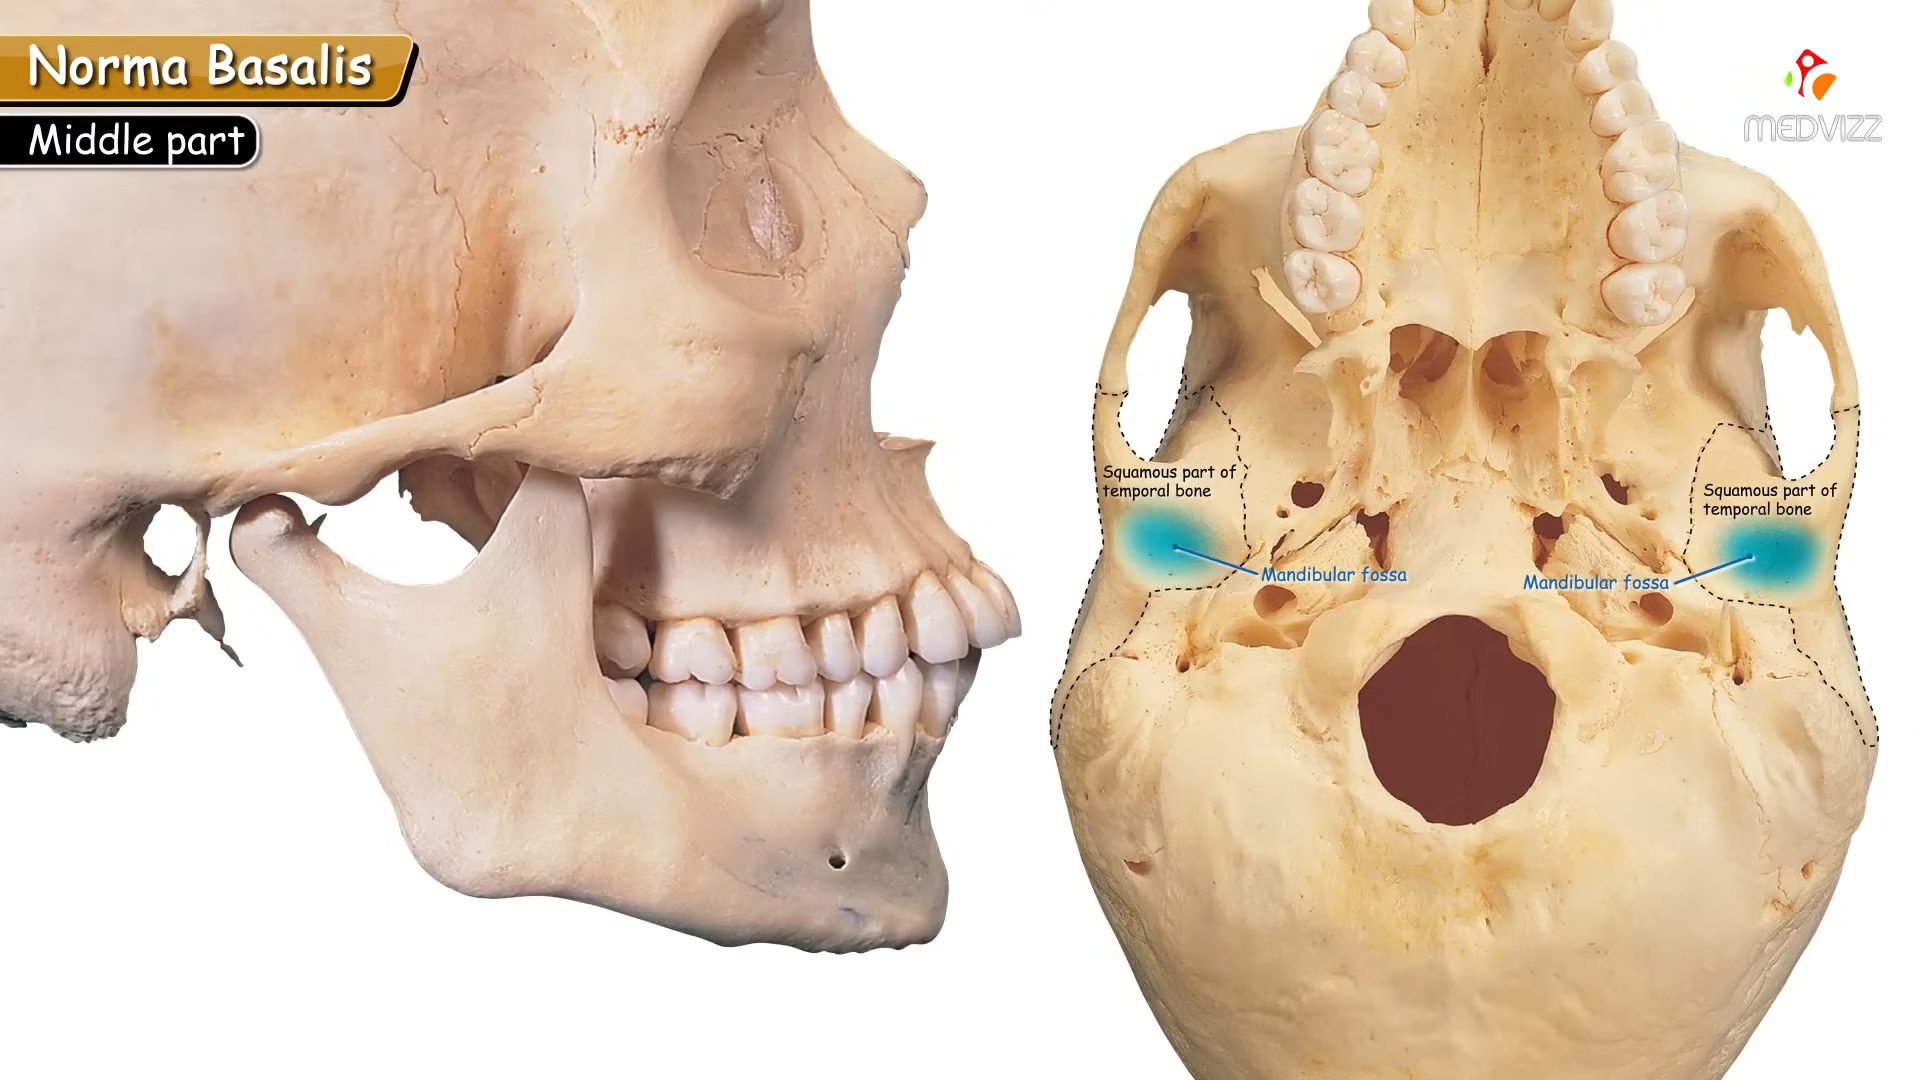 Norma Basalis
Middle part
MEDVIZZ
Squamous part of
temporal bone
Mandibular fossa
Squamous part of
temporal bone
Mandibular fossa